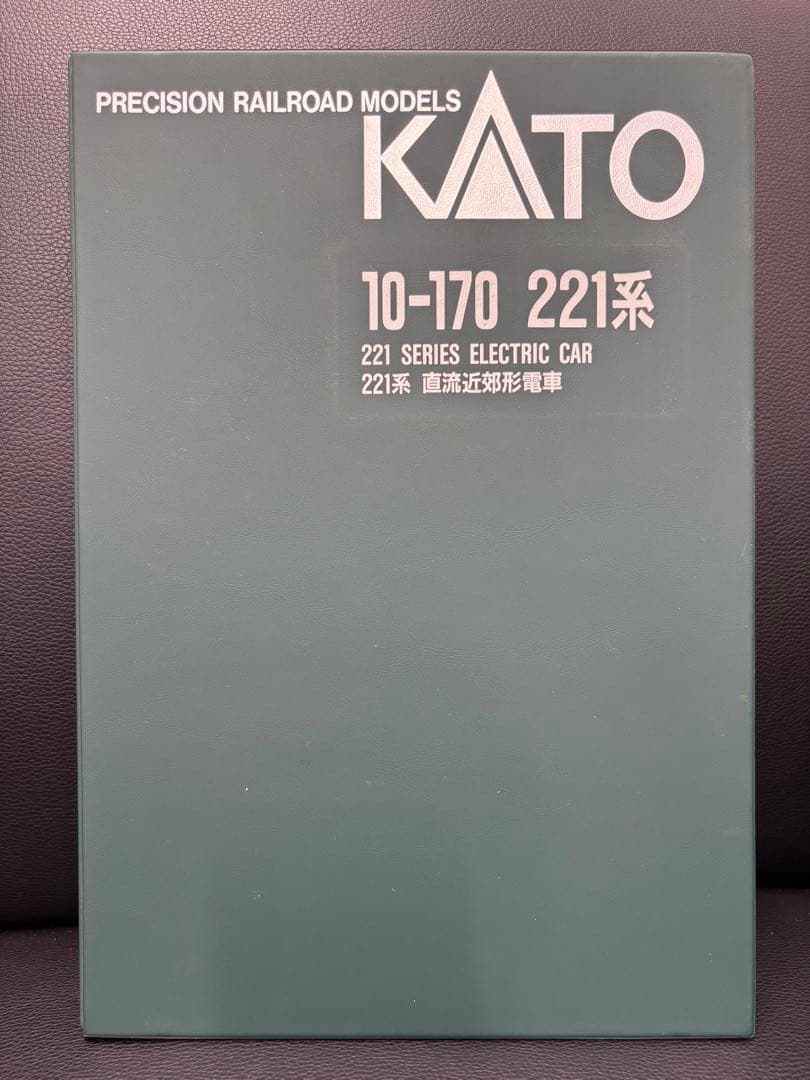 PRECISION RAILROAD MODELS
KATO
10-170 221系
221 SERIES ELECTRIC CAR
221系 直流近郊形電車